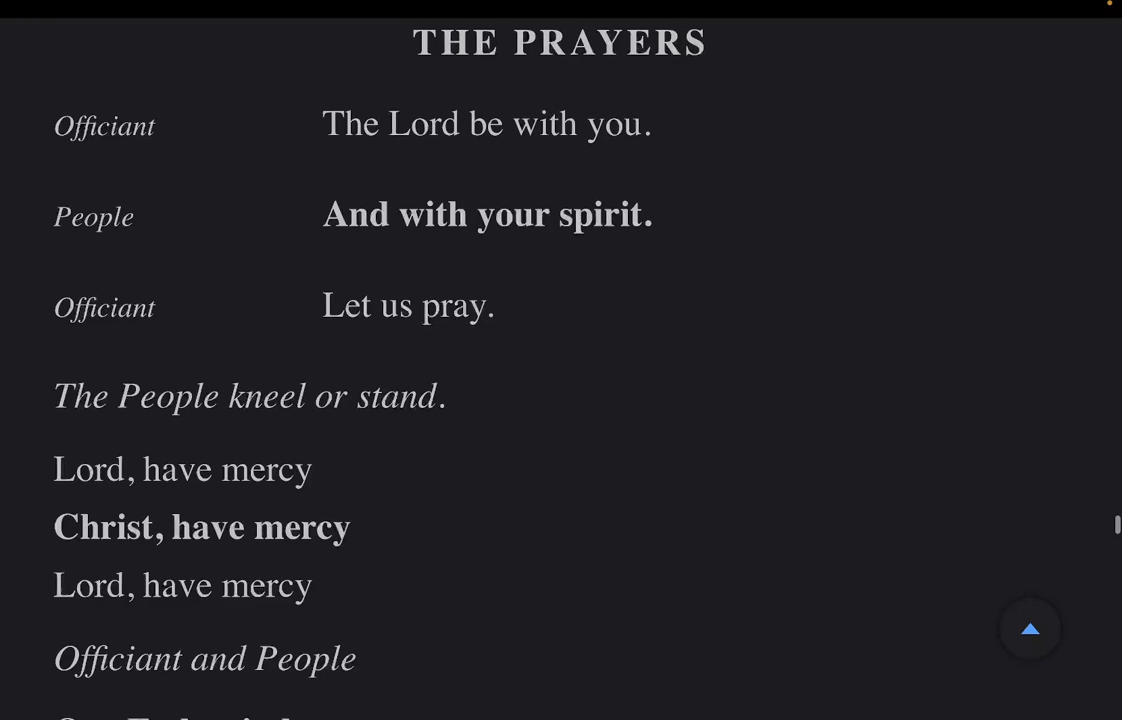 THE PRAYERS
Officiant The Lord be with you.
People And with your spirit.
Officiant Let us pray.
The People kneel or stand.
Lord, have mercy
Christ, have mercy
Lord, have mercy
Officiant and People